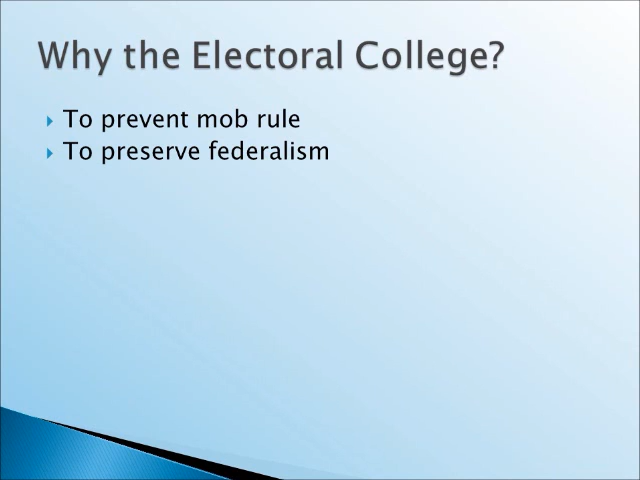 Why the Electoral College?
To prevent mob rule
To preserve federalism